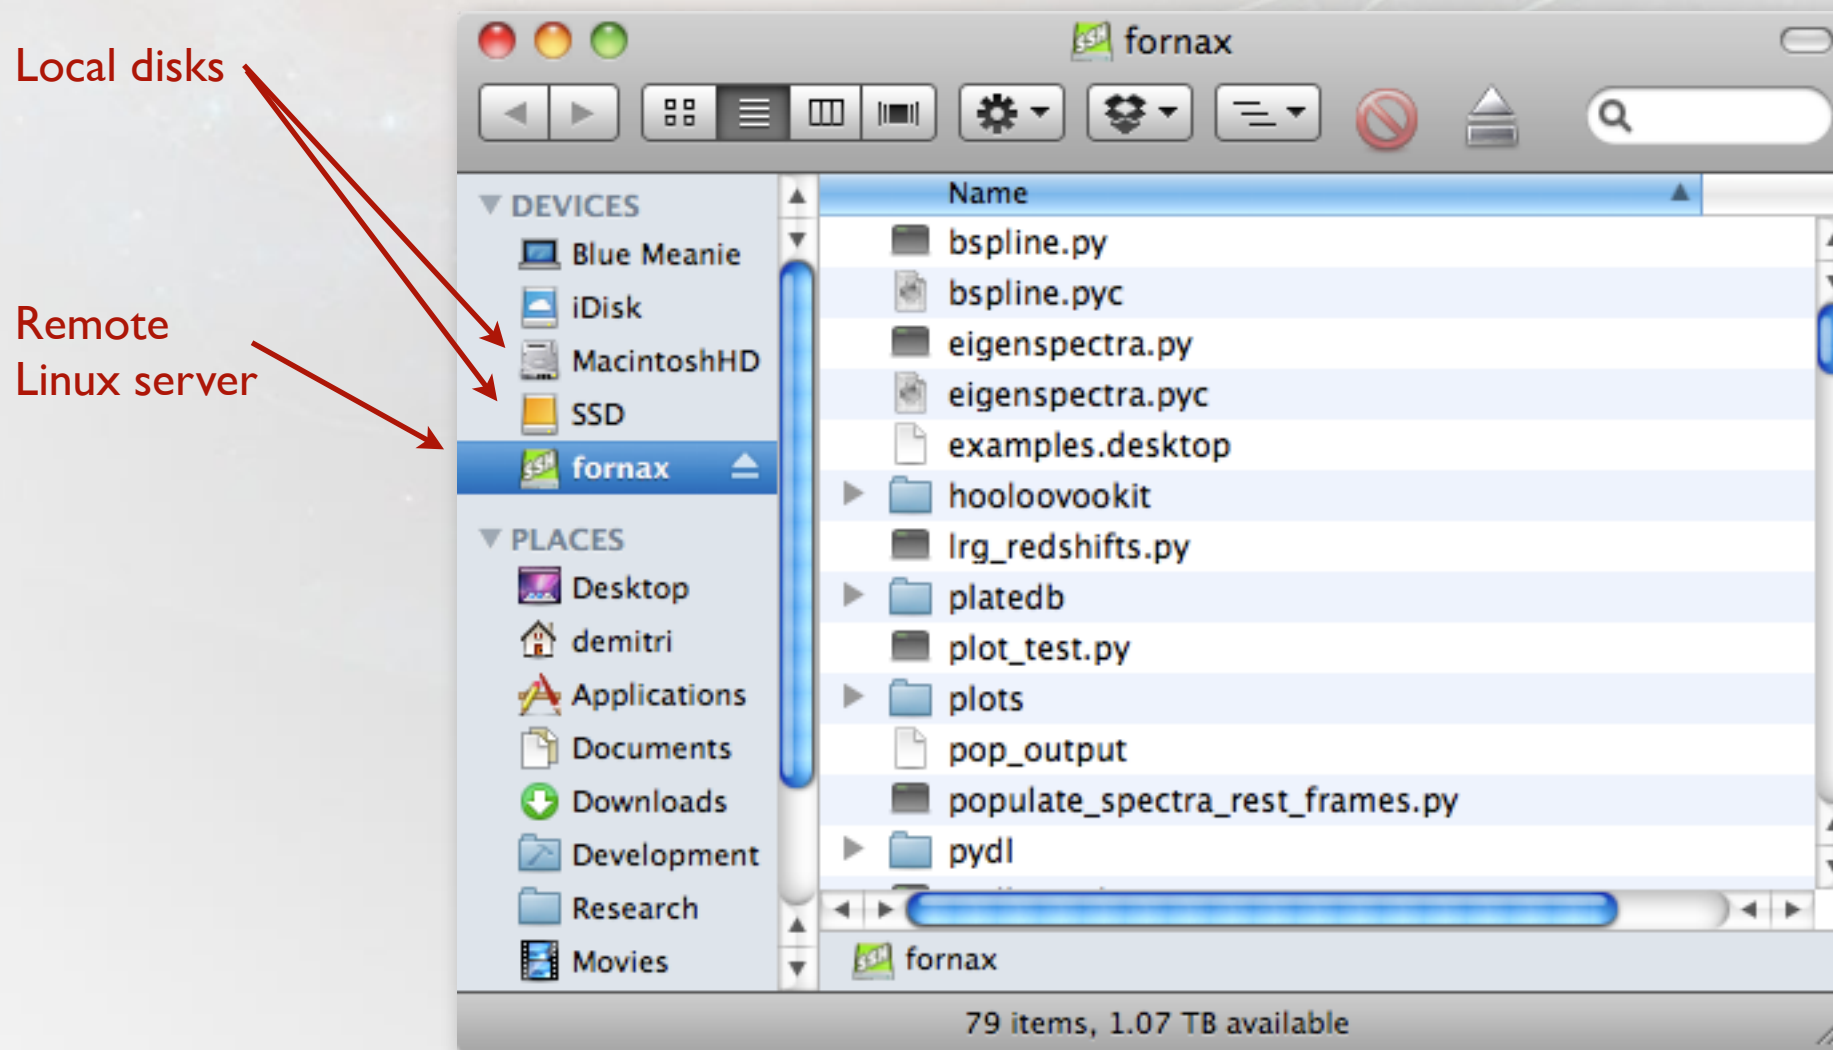 Local disks
Remote
Linux server
fornax
DEVICES
Blue Meanie
iDisk
MacintoshHD
SSD
fornax
PLACES
Desktop
demitri
Applications
Documents
Downloads
Development
Research
Movies
Name
bspline.py
bspline.pyc
eigenspectra.py
eigenspectra.pyc
examples.desktop
hooloovookit
lrg_redshifts.py
platedb
plot_test.py
plots
pop_output
populate_spectra_rest_frames.py
pydl
fornax
79 items, 1.07 TB available